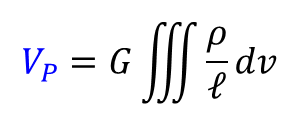 V_P = G ∭ ρ/ℓ dv